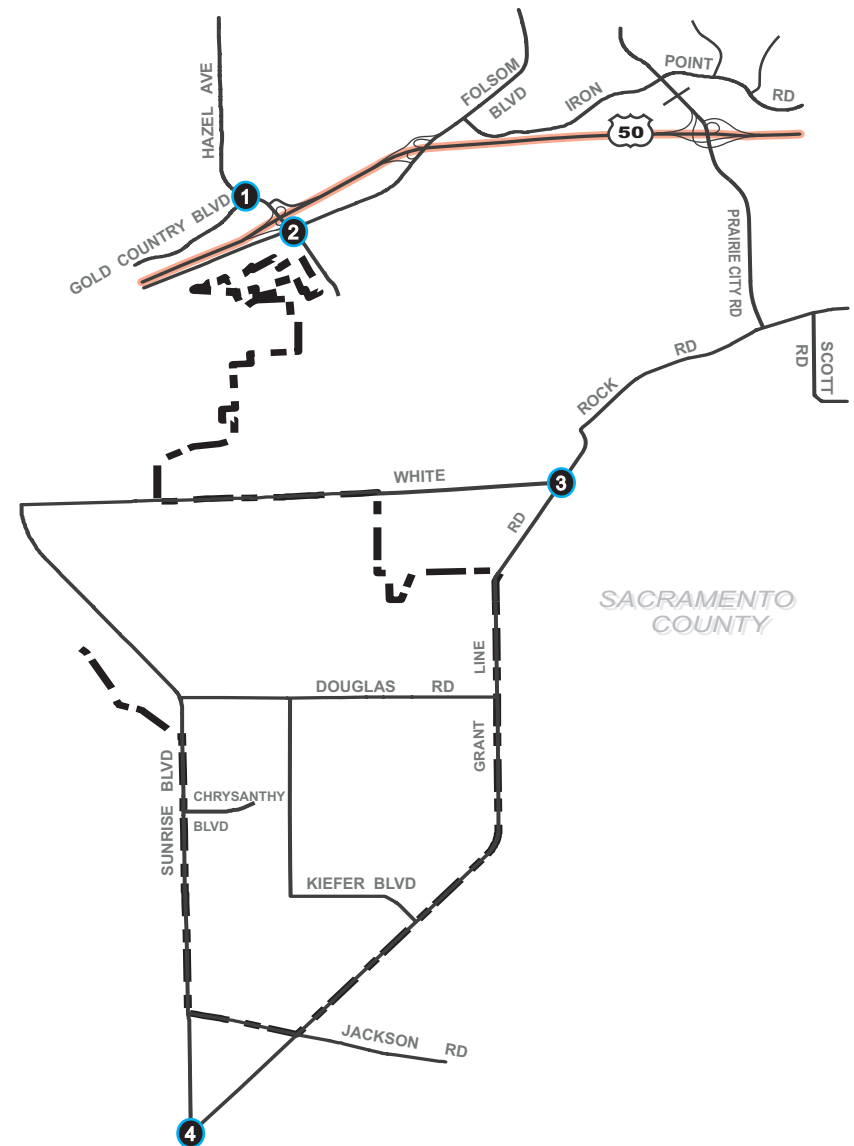 HAZEL AVE
FOLSOM
BLVD
IRON
POINT
RD
50
1
GOLD COUNTRY BLVD
2
PRAIRIE CITY RD
SCOTT
RD
ROCK
RD
WHITE
3
RD
SACRAMENTO
COUNTY
LINE
DOUGLAS RD
GRANT
SUNRISE BLVD
CHRYSANTHY
BLVD
KIEFER BLVD
JACKSON RD
4